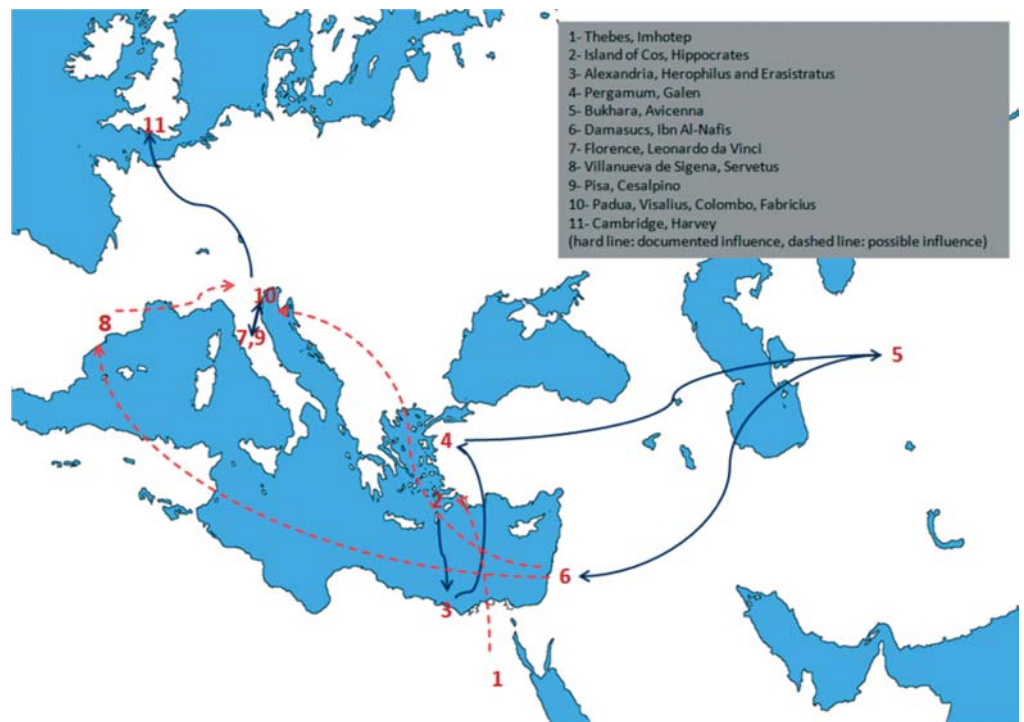 1- Thebes, Imhotep
2- Island of Cos, Hippocrates
3- Alexandria, Herophilus and Erasistratus
4- Pergamum, Galen
5- Bukhara, Avicenna
6- Damasucs, Ibn Al-Nafis
7- Florence, Leonardo da Vinci
8- Villanueva de Sigena, Servetus
9- Pisa, Cesalpino
10- Padua, Visalius, Colombo, Fabricius
11- Cambridge, Harvey
(hard line: documented influence, dashed line: possible influence)
11
10
8
7,9
5
4
2
6
3
1